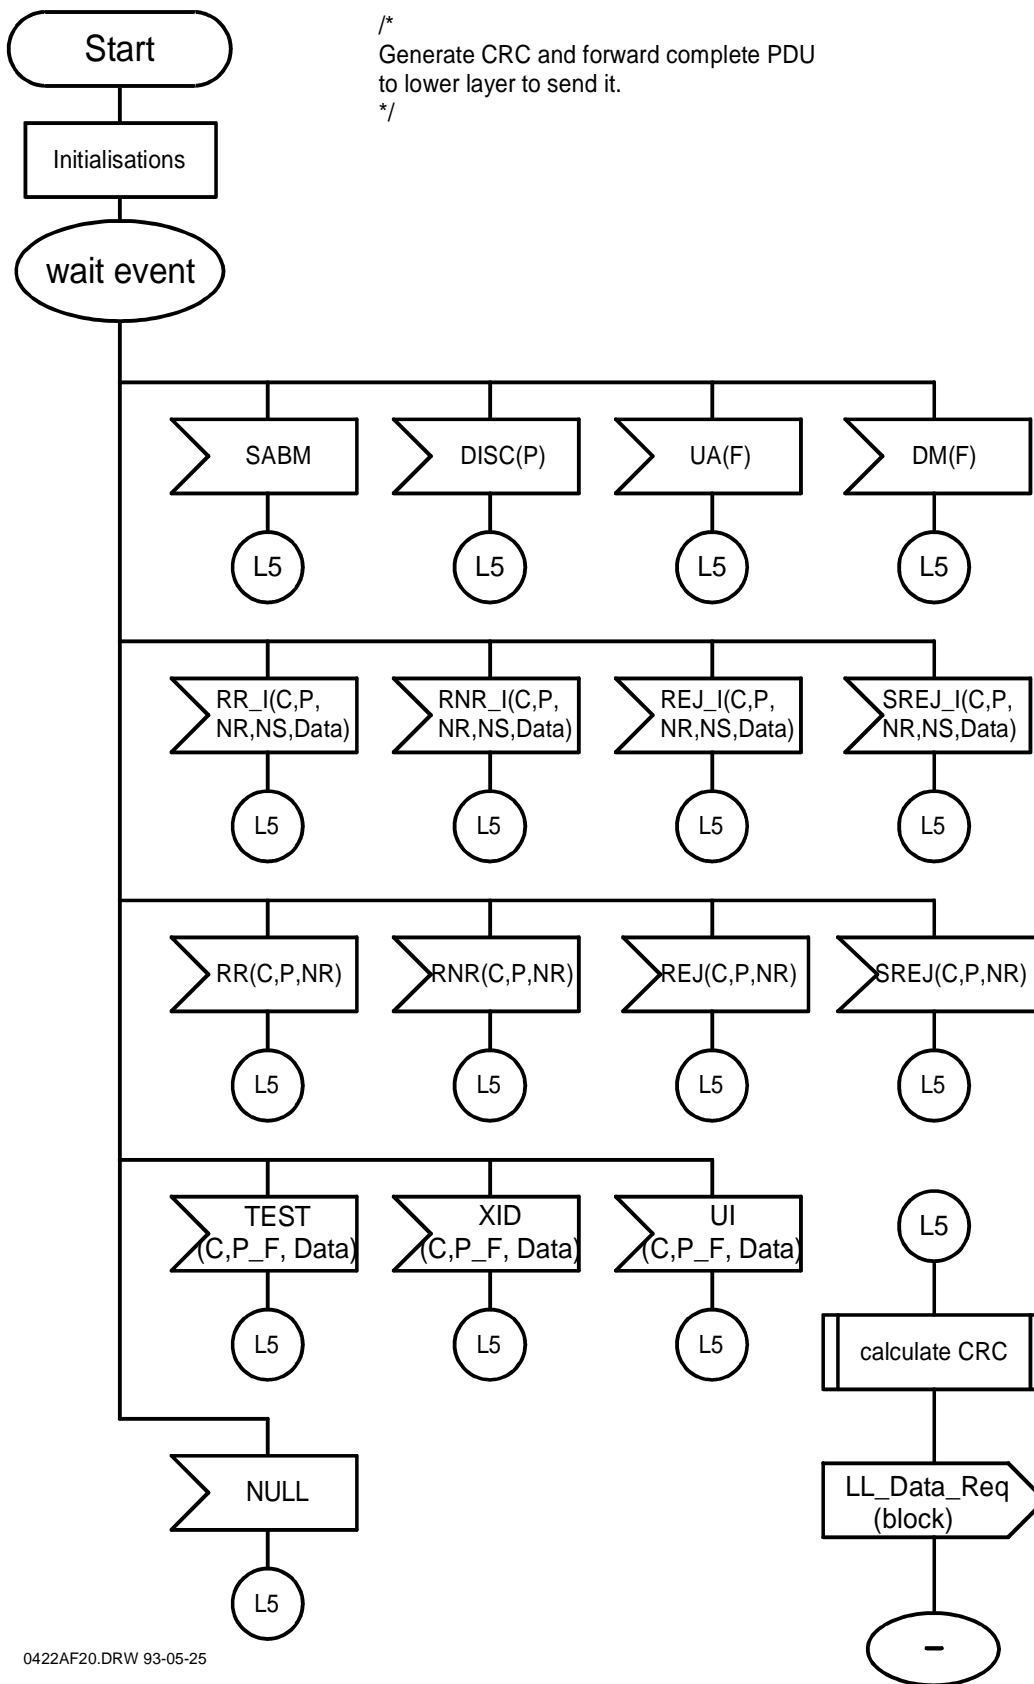 Start
/*
Generate CRC and forward complete PDU
to lower layer to send it.
*/
Initialisations
wait event
SABM
DISC(P)
UA(F)
DM(F)
L5
L5
L5
L5
RR_I(C,P,
NR,NS,Data)
RNR_I(C,P,
NR,NS,Data)
REJ_I(C,P,
NR,NS,Data)
SREJ_I(C,P,
NR,NS,Data)
L5
L5
L5
L5
RR(C,P,NR)
RNR(C,P,NR)
REJ(C,P,NR)
SREJ(C,P,NR)
L5
L5
L5
L5
TEST
(C,P_F, Data)
XID
(C,P_F, Data)
UI
(C,P_F, Data)
L5
L5
L5
L5
calculate CRC
NULL
LL_Data_Req
(block)
L5
–
0422AF20.DRW 93-05-25